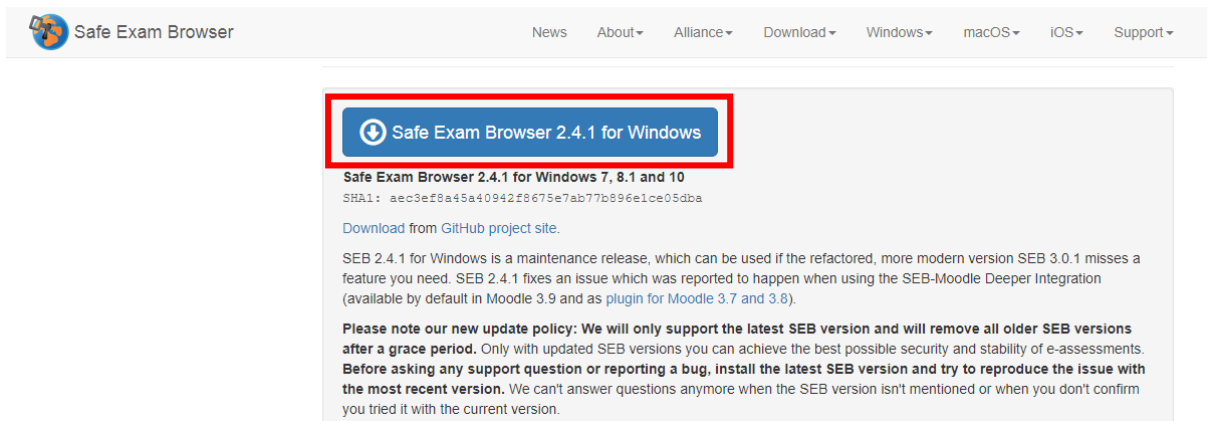 Safe Exam Browser
News About Alliance Download Windows macOS iOS Support
Safe Exam Browser 2.4.1 for Windows
Safe Exam Browser 2.4.1 for Windows 7, 8.1 and 10
SHA1: aec3ef8a45a40942f8675e7ab77b896e1ce05dba
Download from GitHub project site.
SEB 2.4.1 for Windows is a maintenance release, which can be used if the refactored, more modern version SEB 3.0.1 misses a
feature you need. SEB 2.4.1 fixes an issue which was reported to happen when using the SEB-Moodle Deeper Integration
(available by default in Moodle 3.9 and as plugin for Moodle 3.7 and 3.8).
Please note our new update policy: We will only support the latest SEB version and will remove all older SEB versions
after a grace period. Only with updated SEB versions you can achieve the best possible security and stability of e-assessments.
Before asking any support question or reporting a bug, install the latest SEB version and try to reproduce the issue with
the most recent version. We can't answer questions anymore when the SEB version isn't mentioned or when you don't confirm
you tried it with the current version.